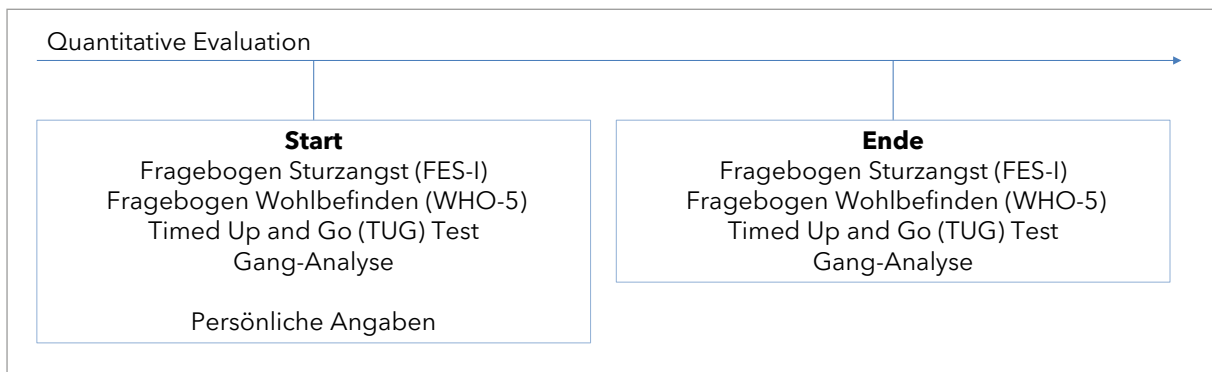 Quantitative Evaluation
Start
Fragebogen Sturzangst (FES-I)
Fragebogen Wohlbefinden (WHO-5)
Timed Up and Go (TUG) Test
Gang-Analyse
Persönliche Angaben
Ende
Fragebogen Sturzangst (FES-I)
Fragebogen Wohlbefinden (WHO-5)
Timed Up and Go (TUG) Test
Gang-Analyse